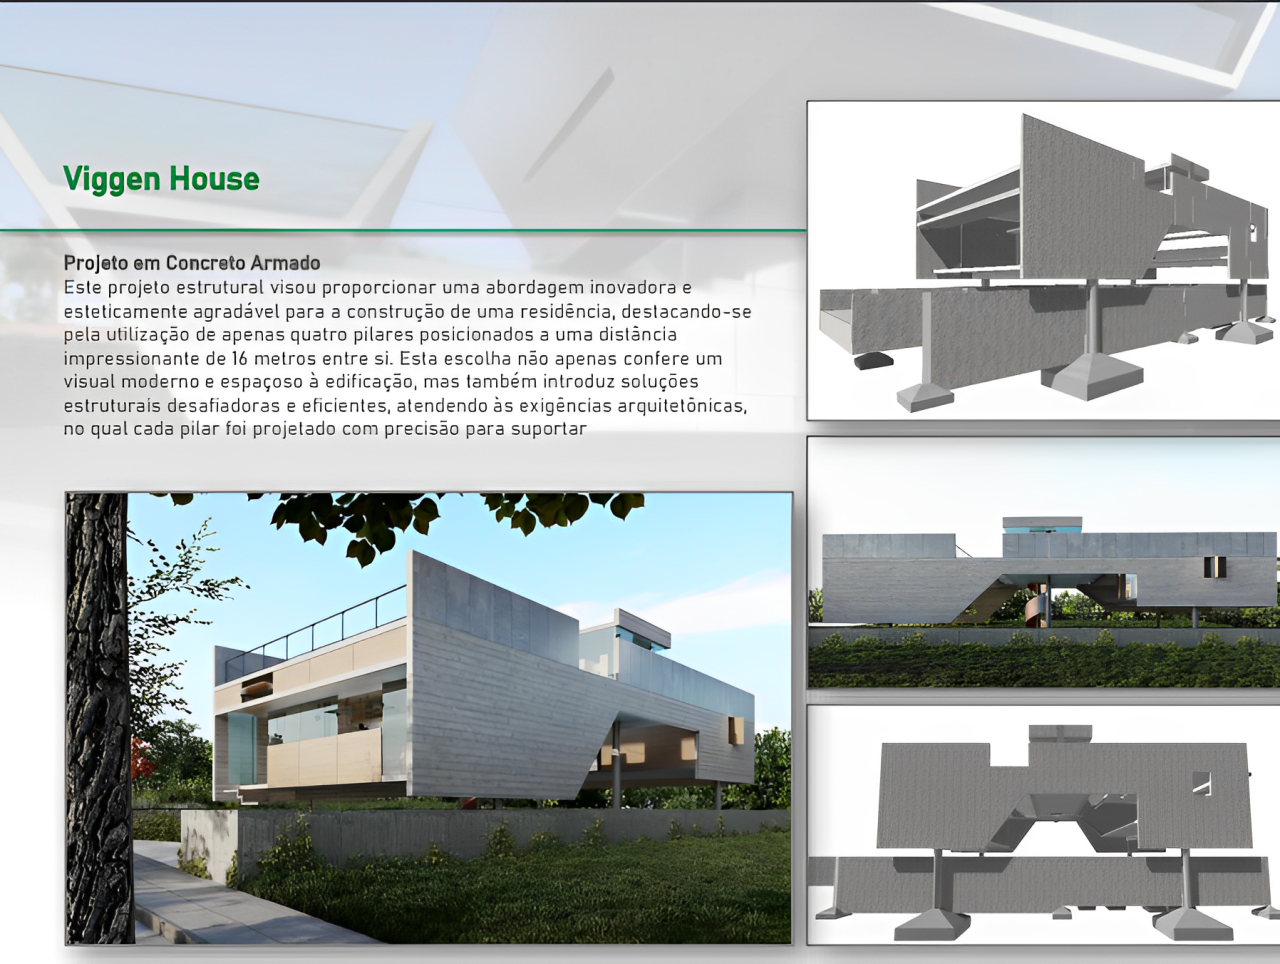 Viggen House
Projeto em Concreto Armado
Este projeto estrutural visou proporcionar uma abordagem inovadora e
esteticamente agradável para a construção de uma residência, destacando-se
pela utilização de apenas quatro pilares posicionados a uma distância
impressionante de 16 metros entre si. Esta escolha não apenas confere um
visual moderno e espaçoso à edificação, mas também introduz soluções
estruturais desafiadoras e eficientes, atendendo às exigências arquitetônicas,
no qual cada pilar foi projetado com precisão para suportar